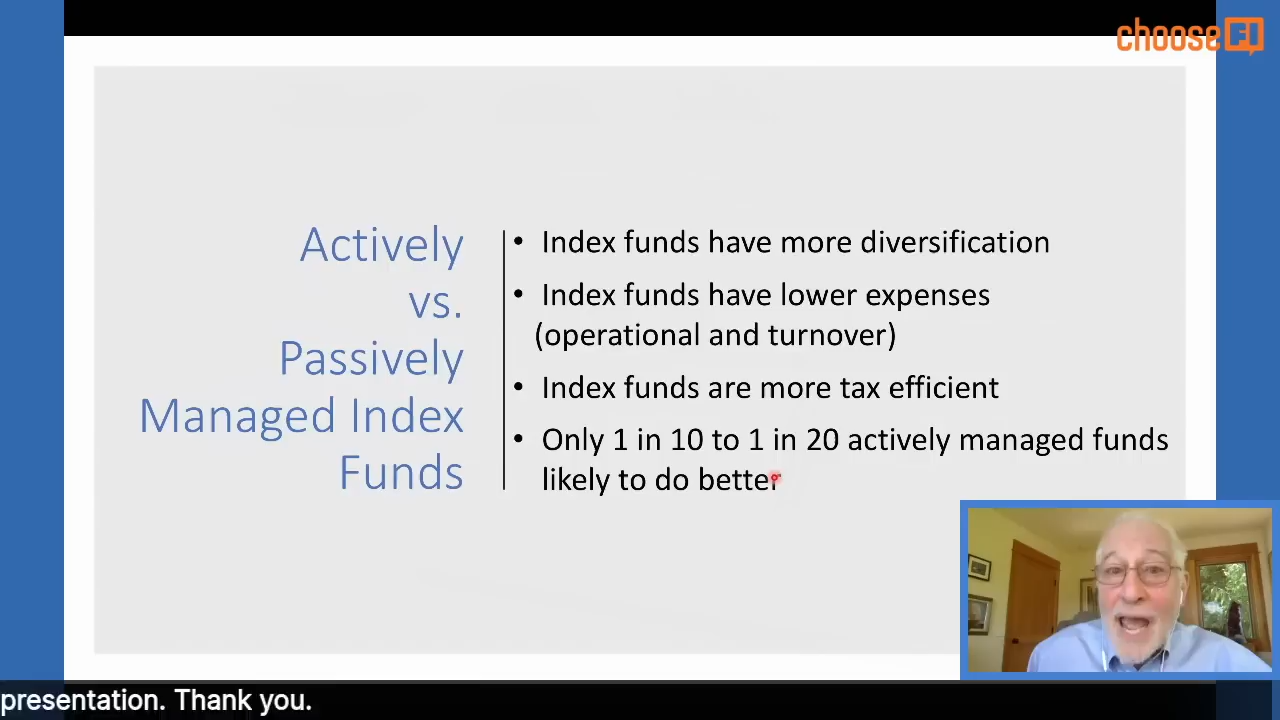 chooseFI
Actively
vs.
Passively
Managed Index
Funds
• Index funds have more diversification
• Index funds have lower expenses
(operational and turnover)
• Index funds are more tax efficient
• Only 1 in 10 to 1 in 20 actively managed funds
likely to do better
presentation. Thank you.